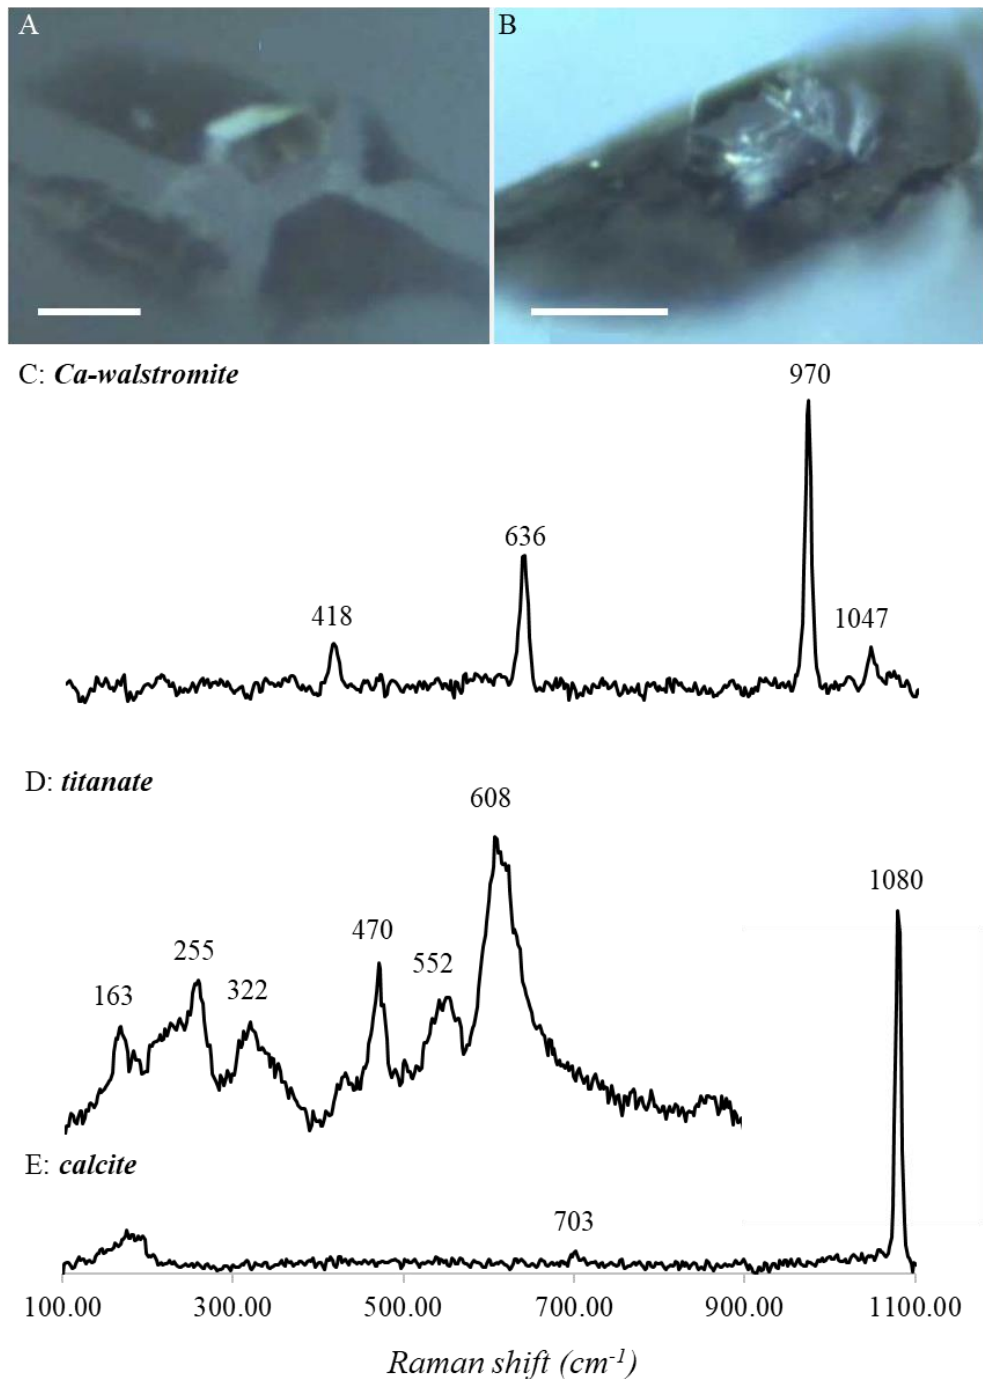 A
B
C: Ca-walstromite
970
636
418
1047
D: titanate
608
1080
470
255
552
322
163
E: calcite
703
100.00 300.00 500.00 700.00 900.00 1100.00
Raman shift (cm-1)